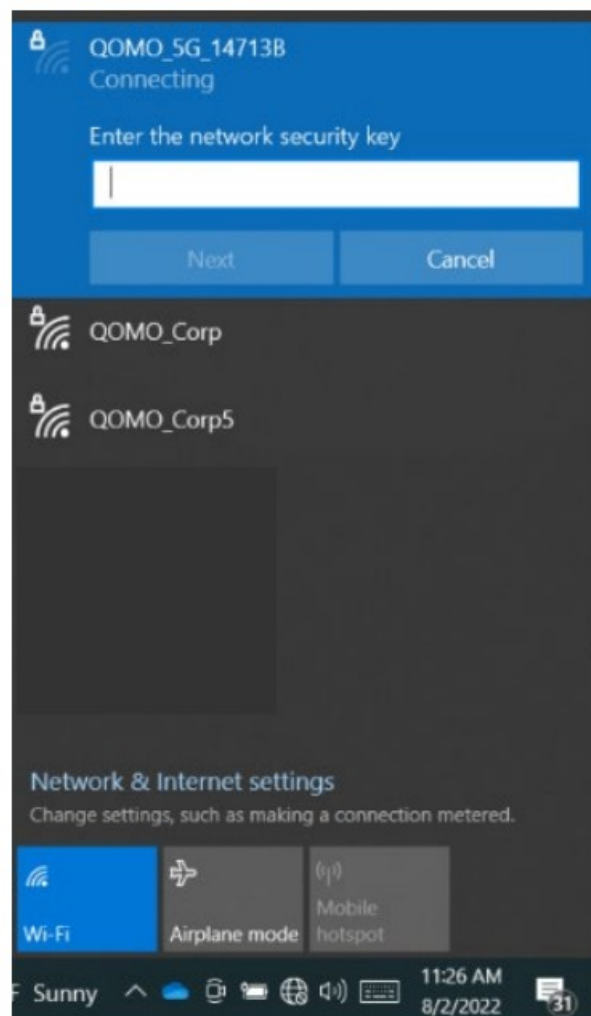 QOMO_5G_14713B
Connecting
Enter the network security key
Next
Cancel
QOMO_Corp
QOMO_Corp5
Network & Internet settings
Change settings, such as making a connection metered.
Wi-Fi
Airplane mode
Mobile
hotspot
F Sunny
11:26 AM
8/2/2022
31